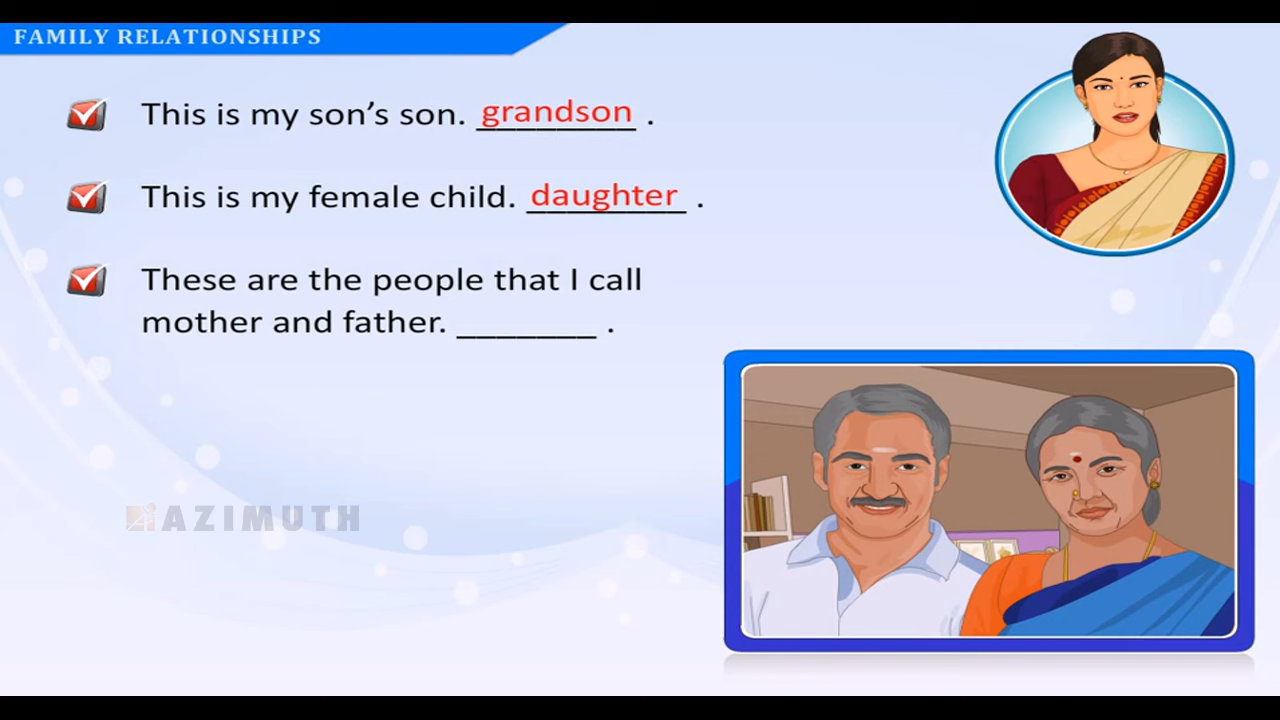 FAMILY RELATIONSHIPS
This is my son’s son. grandson .
This is my female child. daughter .
These are the people that I call
mother and father. _______ .
AZIMUTH